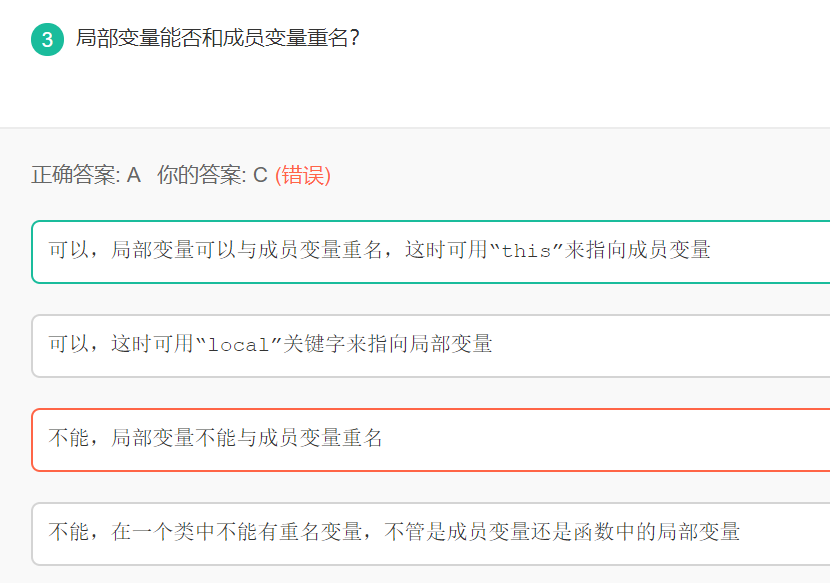 3 局部变量能否和成员变量重名?
正确答案: A 你的答案: C (错误)
可以，局部变量可以与成员变量重名，这时可用“this”来指向成员变量
可以，这时可用“local”关键字来指向局部变量
不能，局部变量不能与成员变量重名
不能，在一个类中不能有重名变量，不管是成员变量还是函数中的局部变量